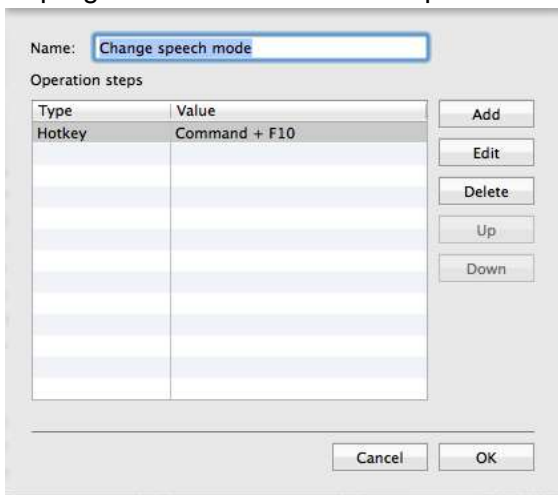 Name: Change speech mode
Operation steps
Type Value
Hotkey Command + F10
Add
Edit
Delete
Up
Down
Cancel OK